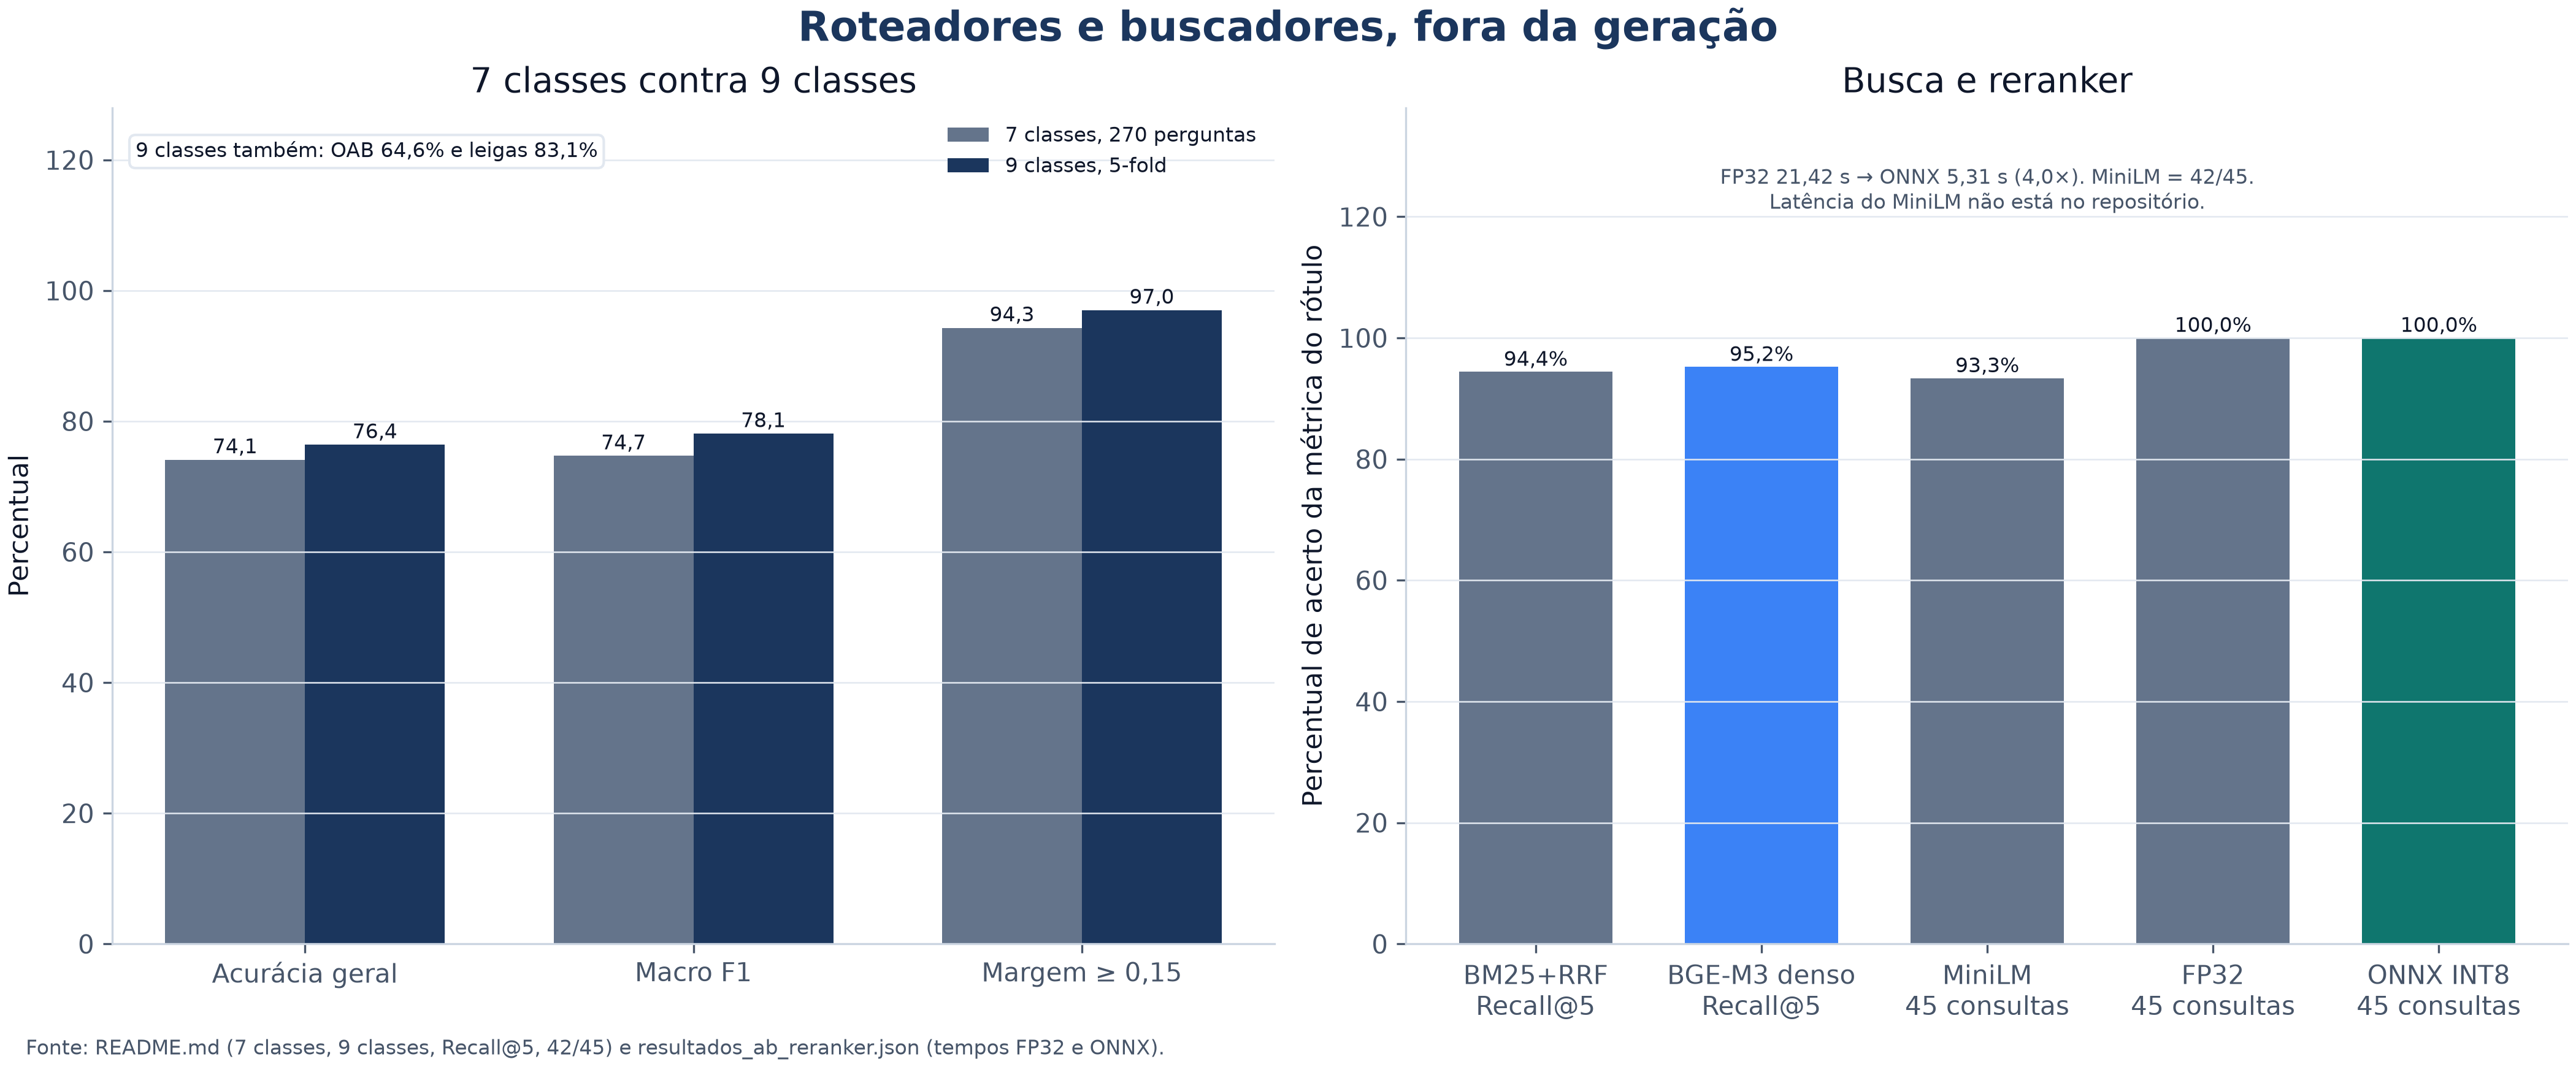 Roteadores e buscadores, fora da geração
7 classes contra 9 classes
9 classes também: OAB 64,6% e leigas 83,1%
7 classes, 270 perguntas
9 classes, 5-fold
Percentual
120
100
80
60
40
20
0
74,1
76,4
74,7
78,1
94,3
97,0
Acurácia geral
Macro F1
Margem ≥ 0,15
Busca e reranker
FP32 21,42 s → ONNX 5,31 s (4,0×). MiniLM = 42/45.
Latência do MiniLM não está no repositório.
Percentual de acerto da métrica do rótulo
120
100
80
60
40
20
0
94,4%
95,2%
93,3%
100,0%
100,0%
BM25+RRF
Recall@5
BGE-M3 denso
Recall@5
MiniLM
45 consultas
FP32
45 consultas
ONNX INT8
45 consultas
Fonte: README.md (7 classes, 9 classes, Recall@5, 42/45) e resultados_ab_reranker.json (tempos FP32 e ONNX).